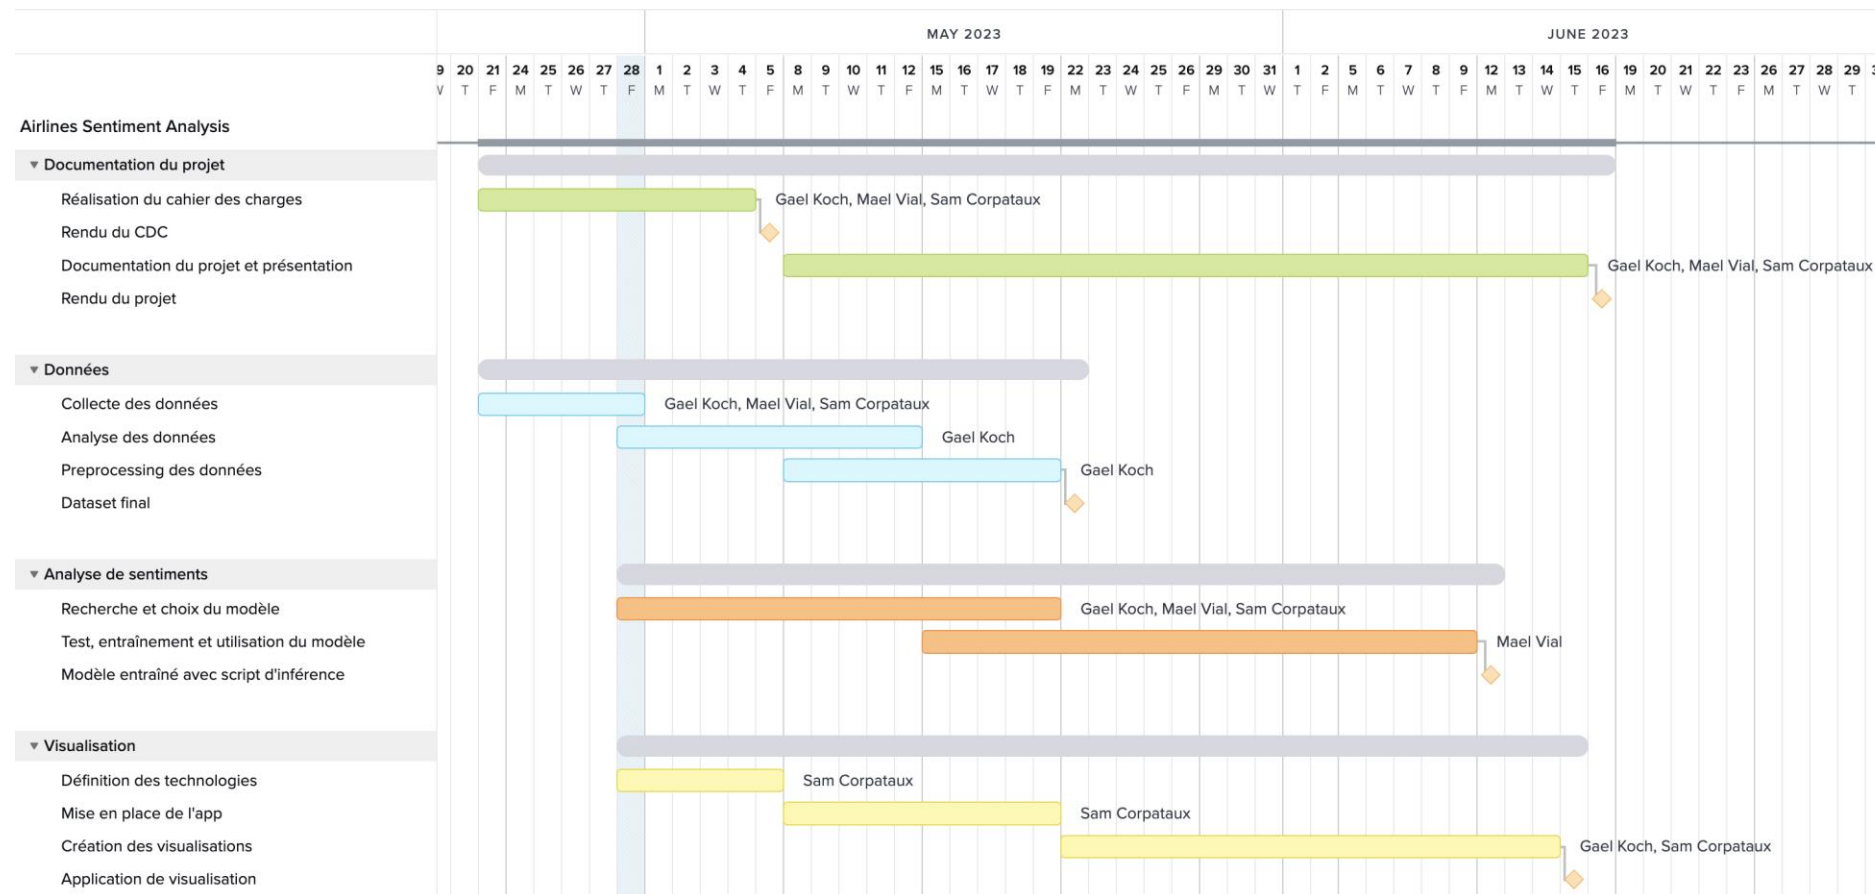 MAY 2023 JUNE 2023
9 20 21 24 25 26 27 28 1 2 3 4 5 8 9 10 11 12 15 16 17 18 19 22 23 24 25 26 29 30 31 1 2 5 6 7 8 9 12 13 14 15 16 19 20 21 22 23 26 27 28 29
W T F M T W T F M T W T F M T W T F M T W T F M T W T F M T W T F M T W T F M T W T F M T W T F M T W T
Airlines Sentiment Analysis
Documentation du projet
Réalisation du cahier des charges Gael Koch, Mael Vial, Sam Corpataux
Rendu du CDC
Documentation du projet et présentation Gael Koch, Mael Vial, Sam Corpataux
Rendu du projet
Données
Collecte des données Gael Koch, Mael Vial, Sam Corpataux
Analyse des données Gael Koch
Preprocessing des données Gael Koch
Dataset final
Analyse de sentiments
Recherche et choix du modèle Gael Koch, Mael Vial, Sam Corpataux
Test, entraînement et utilisation du modèle Mael Vial
Modèle entraîné avec script d'inférence
Visualisation
Définition des technologies Sam Corpataux
Mise en place de l'app Sam Corpataux
Création des visualisations Gael Koch, Sam Corpataux
Application de visualisation